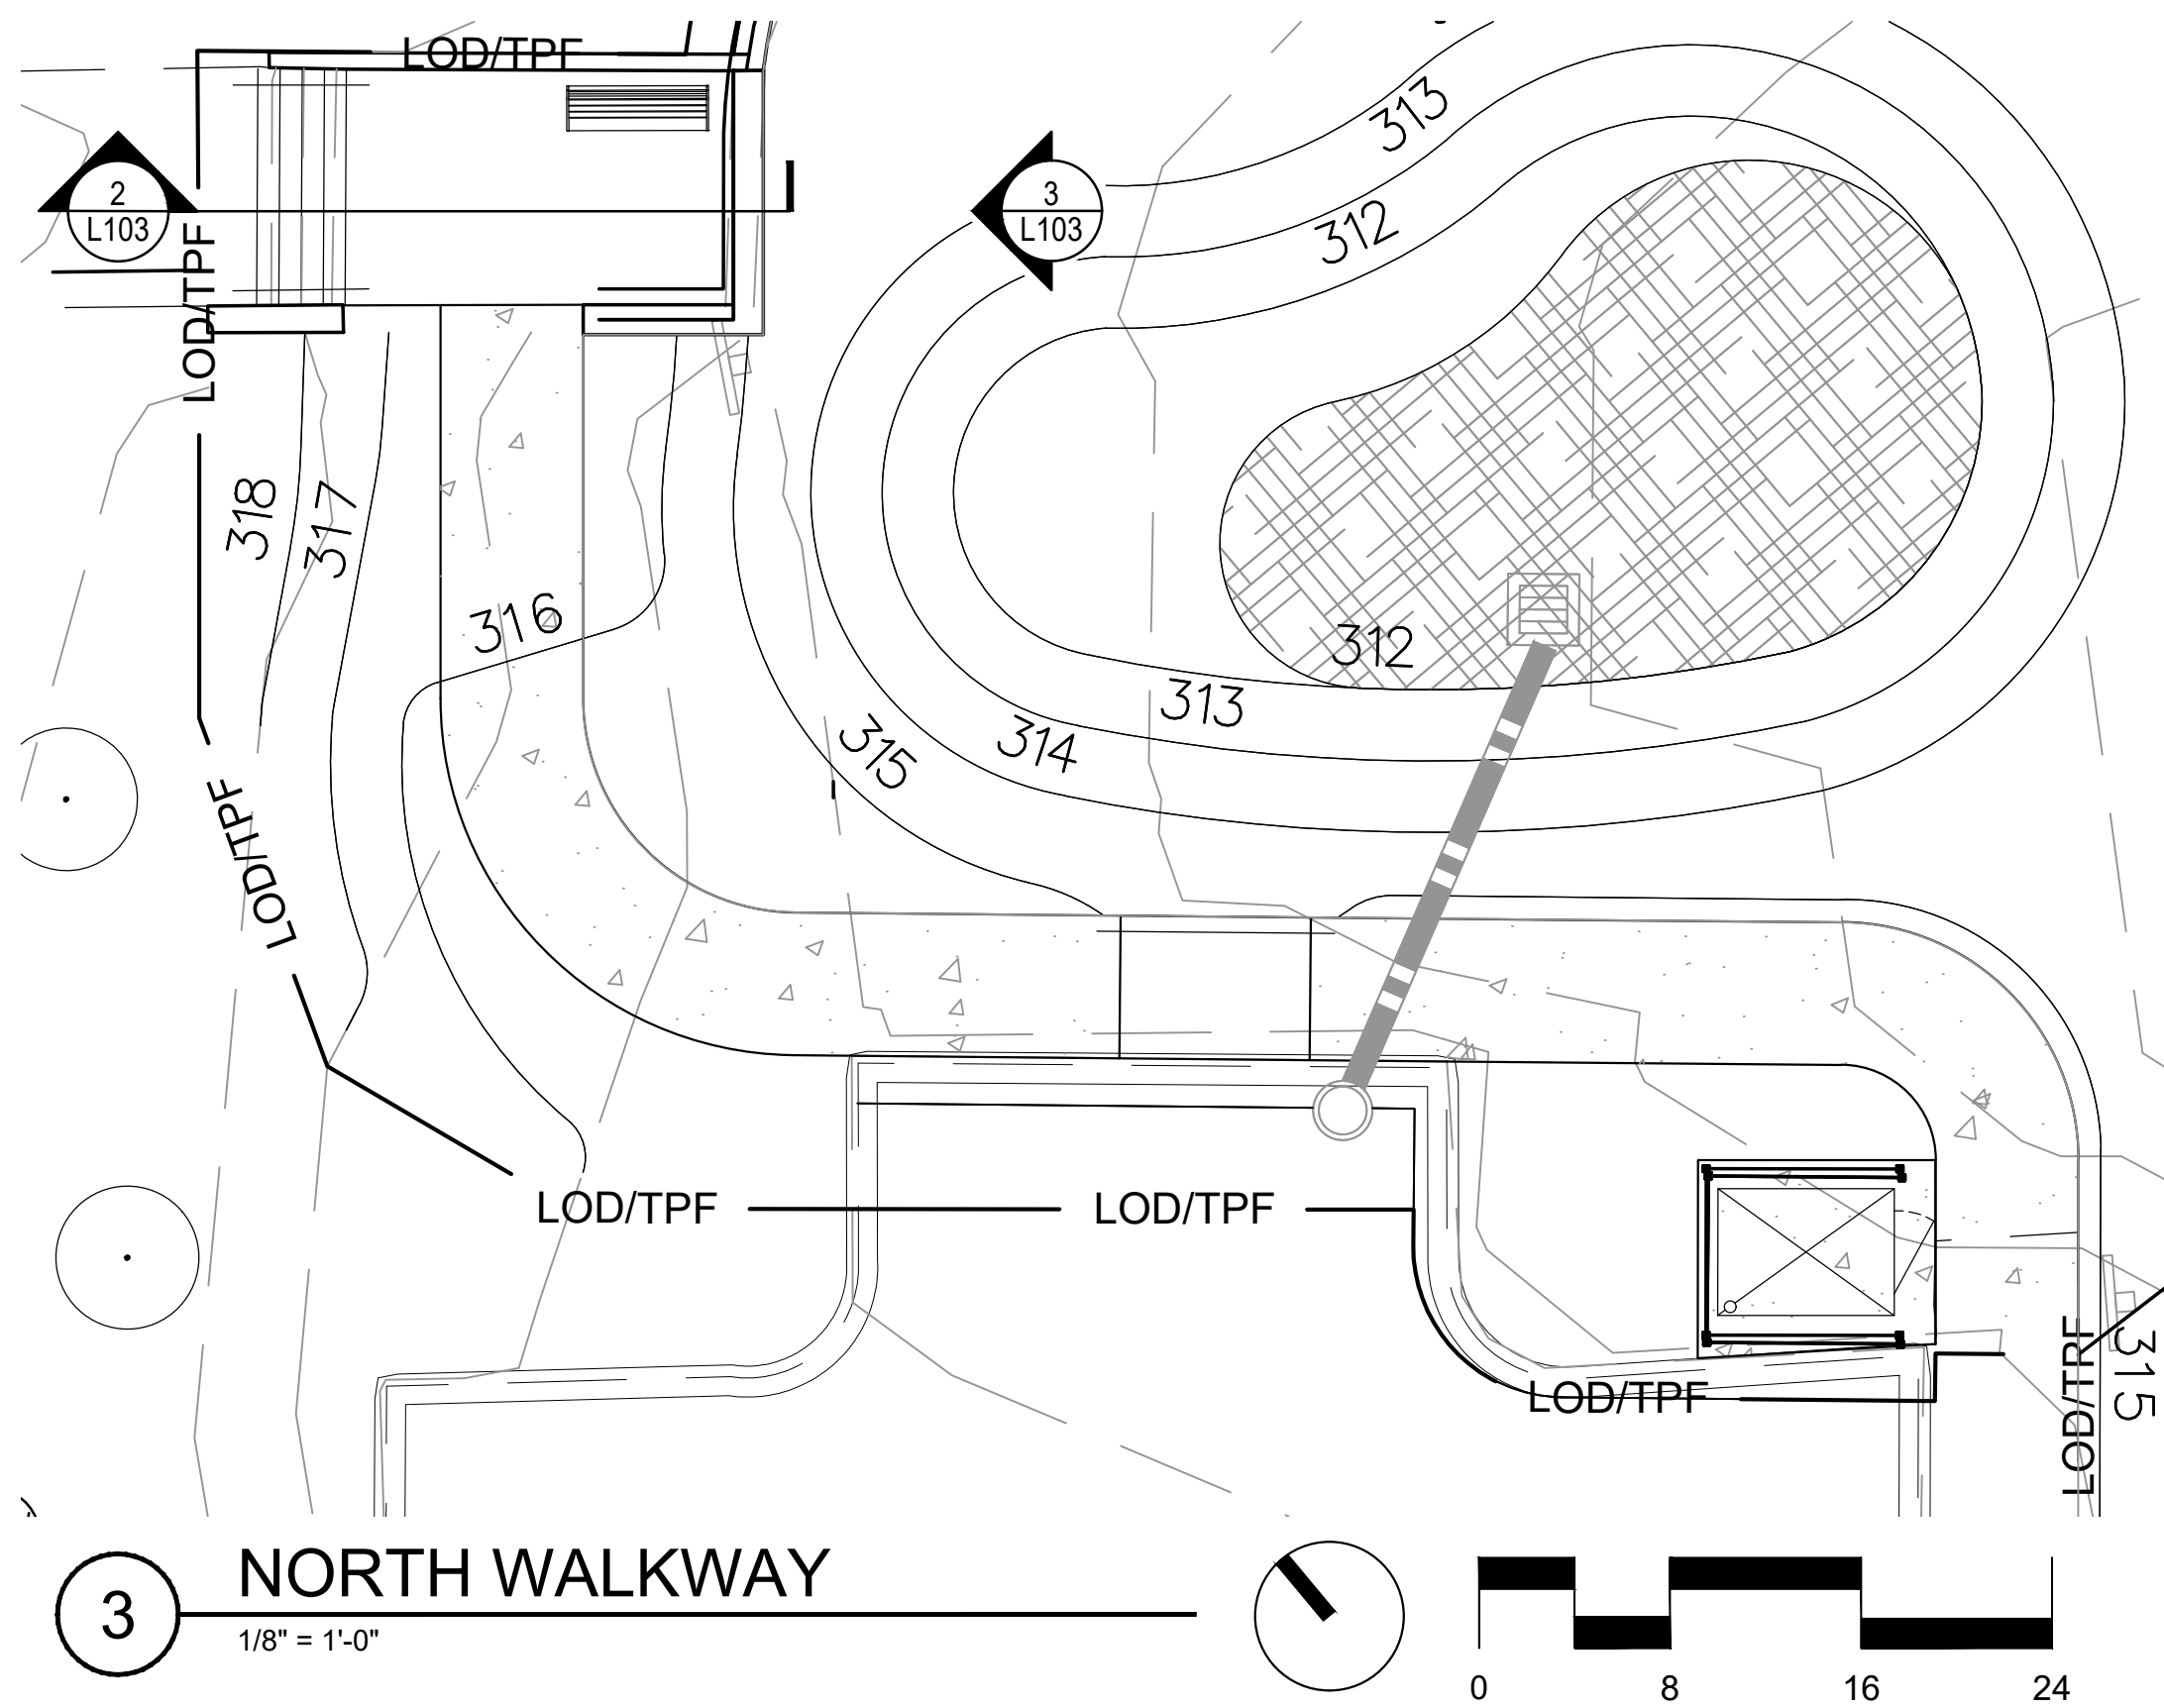 LOD/TPF
313
2
L103
3
L103
312
LOD/TPF
318
317
316
312
313
314
315
LOD/TPF
LOD/TPF
LOD/TPF
LOD/TPF
LOD/TPF
315
3
NORTH WALKWAY
1/8" = 1'-0"
0 8 16 24